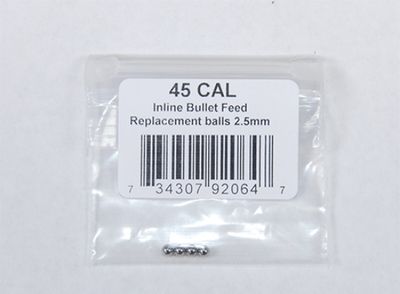 45 CAL
Inline Bullet Feed
Replacement balls 2.5mm
7 34307 92064 7